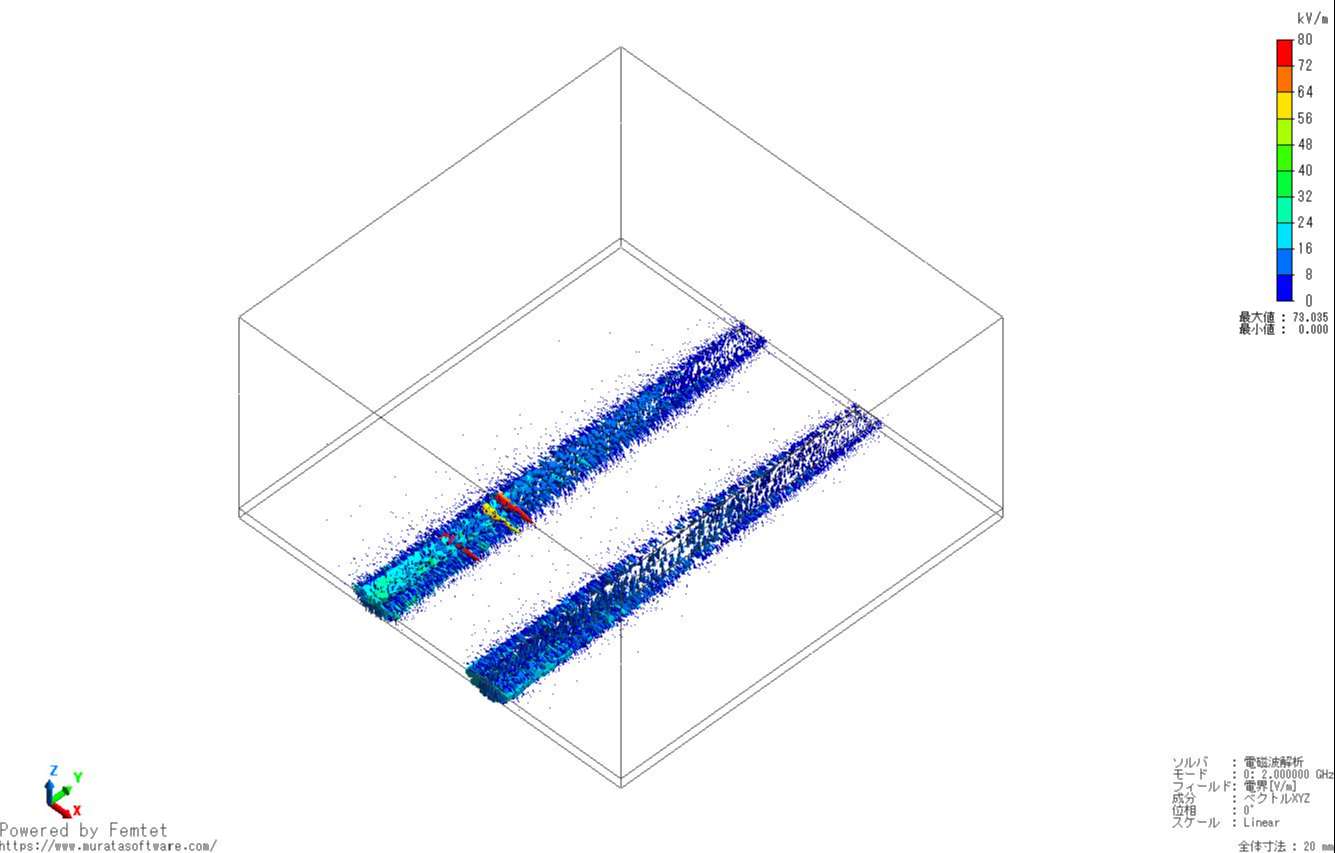 kV/m
80
72
64
56
48
40
32
24
16
8
0
最大値 : 73.035
最小値 : 0.000
Z
Y
X
Powered by Femtet
https://www.muratasoftware.com/
ソルバ : 電磁波解析
モード : 0: 2.000000 GHz
フィールド: 電界[V/m]
成分 : ベクトルXYZ
位相 : 0°
スケール : Linear
全体寸法 : 20 mm